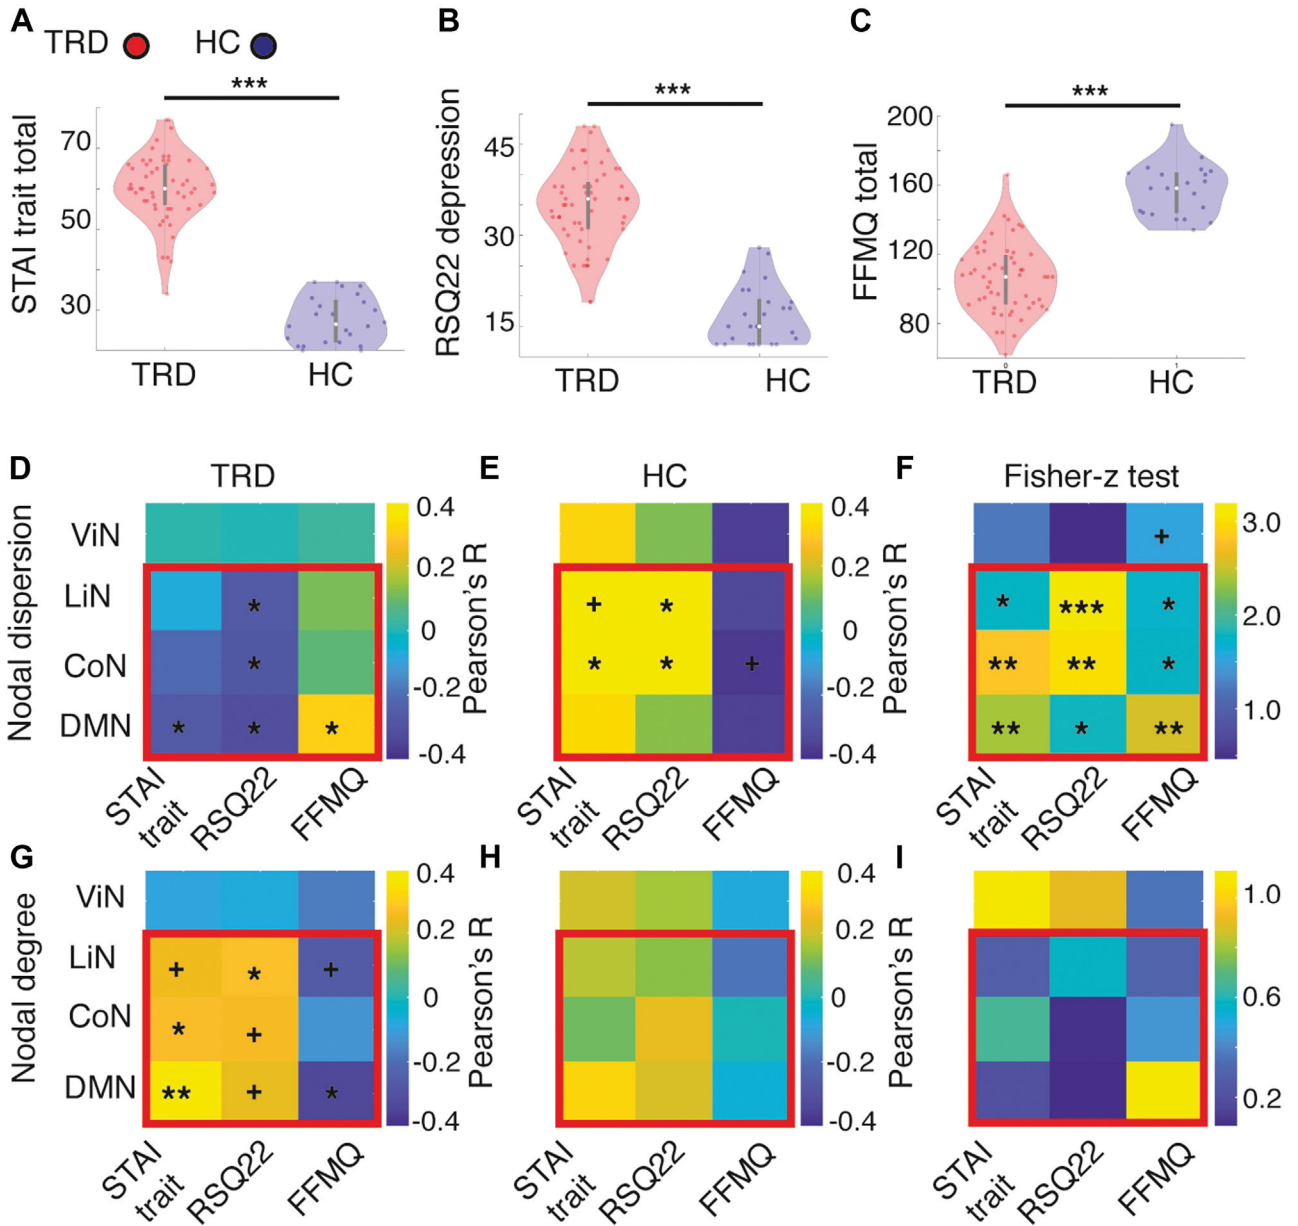 A
TRD HC
***
STAI trait total
70
50
30
TRD HC
B
***
RSQ22 depression
45
30
15
TRD HC
C
***
FFMQ total
200
160
120
80
0 1
TRD HC
D TRD
Nodal dispersion
ViN
LiN *
CoN *
DMN * * *
STAI trait RSQ22 FFMQ
0.4
0.2
0
-0.2
-0.4
Pearson's R
E HC
+ *
* * +
STAI trait RSQ22 FFMQ
0.4
0.2
0
-0.2
-0.4
Pearson's R
F Fisher-z test
+
* *** *
** ** *
** * **
STAI trait RSQ22 FFMQ
3.0
2.0
1.0
G
Nodal degree
ViN
LiN + * +
CoN * +
DMN ** + *
STAI trait RSQ22 FFMQ
0.4
0.2
0
-0.2
-0.4
Pearson's R
H
STAI trait RSQ22 FFMQ
0.4
0.2
0
-0.2
-0.4
Pearson's R
I
STAI trait RSQ22 FFMQ
1.0
0.6
0.2